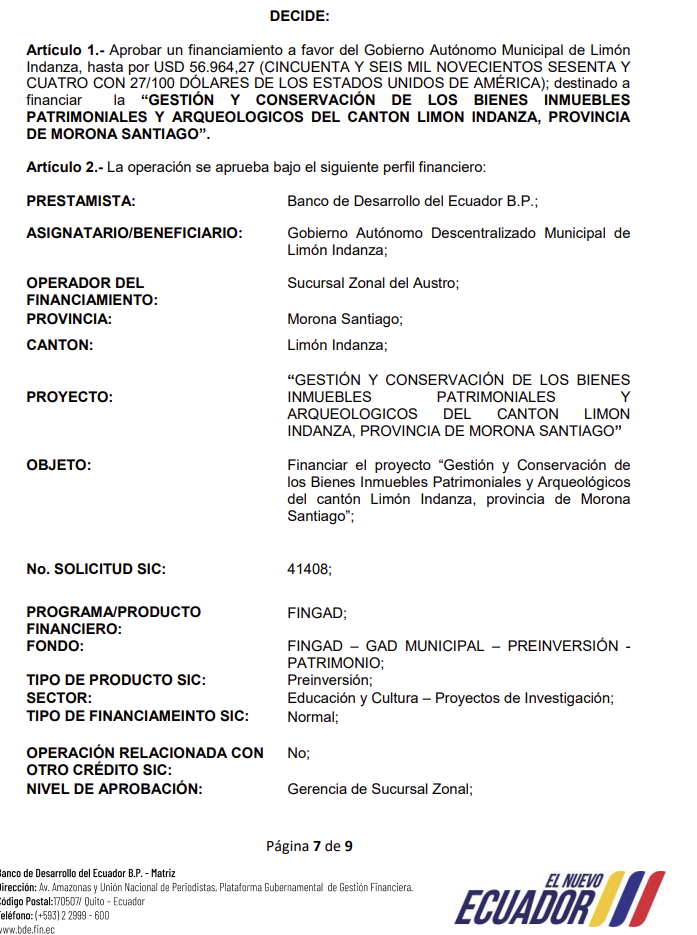 DECIDE:
Artículo 1.- Aprobar un financiamiento a favor del Gobierno Autónomo Municipal de Limón
Indanza, hasta por USD 56.964,27 (CINCUENTA Y SEIS MIL NOVECIENTOS SESENTA Y
CUATRO CON 27/100 DÓLARES DE LOS ESTADOS UNIDOS DE AMÉRICA); destinado a
financiar la “GESTIÓN Y CONSERVACIÓN DE LOS BIENES INMUEBLES
PATRIMONIALES Y ARQUEOLOGICOS DEL CANTON LIMON INDANZA, PROVINCIA
DE MORONA SANTIAGO”.
Artículo 2.- La operación se aprueba bajo el siguiente perfil financiero:
PRESTAMISTA: Banco de Desarrollo del Ecuador B.P.;
ASIGNATARIO/BENEFICIARIO: Gobierno Autónomo Descentralizado Municipal de
Limón Indanza;
OPERADOR DEL Sucursal Zonal del Austro;
FINANCIAMIENTO:
PROVINCIA: Morona Santiago;
CANTON: Limón Indanza;
“GESTIÓN Y CONSERVACIÓN DE LOS BIENES
PROYECTO: INMUEBLES PATRIMONIALES Y
ARQUEOLOGICOS DEL CANTON LIMON
INDANZA, PROVINCIA DE MORONA SANTIAGO”
OBJETO: Financiar el proyecto “Gestión y Conservación de
los Bienes Inmuebles Patrimoniales y Arqueológicos
del cantón Limón Indanza, provincia de Morona
Santiago”;
No. SOLICITUD SIC: 41408;
PROGRAMA/PRODUCTO FINGAD;
FINANCIERO:
FONDO: FINGAD – GAD MUNICIPAL – PREINVERSIÓN -
PATRIMONIO;
TIPO DE PRODUCTO SIC: Preinversión;
SECTOR: Educación y Cultura – Proyectos de Investigación;
TIPO DE FINANCIAMEINTO SIC: Normal;
OPERACIÓN RELACIONADA CON No;
OTRO CRÉDITO SIC:
NIVEL DE APROBACIÓN: Gerencia de Sucursal Zonal;
Página 7 de 9
Banco de Desarrollo del Ecuador B.P. - Matriz
Dirección: Av. Amazonas y Unión Nacional de Periodistas, Plataforma Gubernamental de Gestión Financiera.
Código Postal:170507/ Quito – Ecuador
Teléfono: (+593) 2 2999 - 600
www.bde.fin.ec
EL NUEVO
ECUADOR